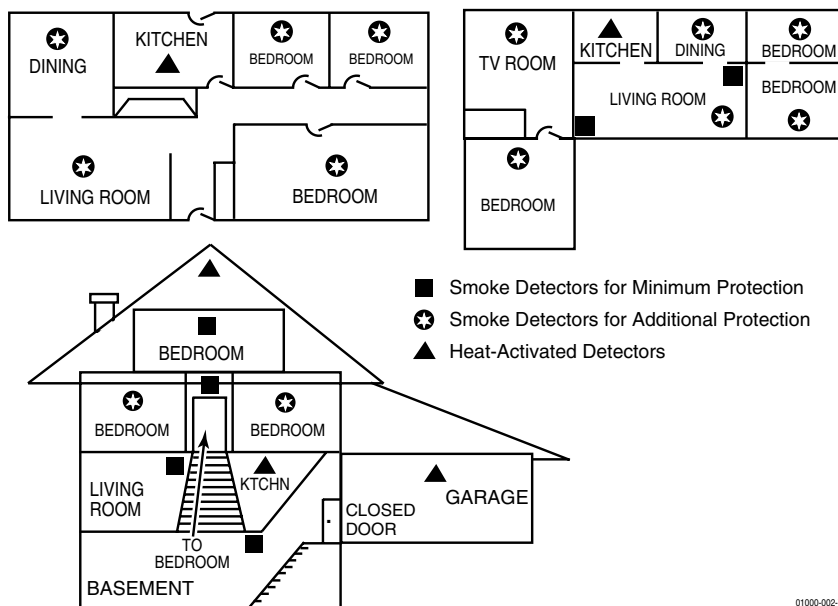 DINING
KITCHEN
BEDROOM
BEDROOM
LIVING ROOM
BEDROOM
TV ROOM
KITCHEN
DINING
BEDROOM
LIVING ROOM
BEDROOM
BEDROOM
Smoke Detectors for Minimum Protection
Smoke Detectors for Additional Protection
Heat-Activated Detectors
BEDROOM
BEDROOM
BEDROOM
LIVING
ROOM
KTCHN
TO
BEDROOM
BASEMENT
CLOSED
DOOR
GARAGE
01000-002-